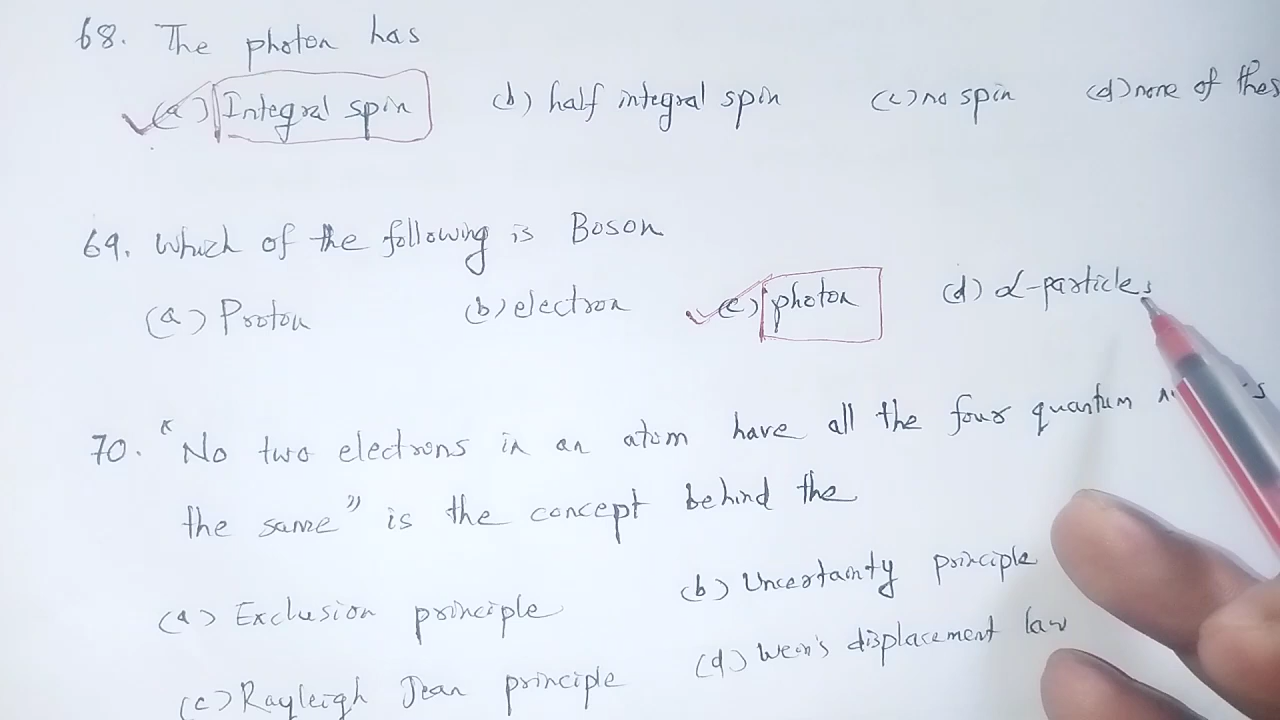 68. The photon has
(a) Integral spin (b) half integral spin (c) no spin (d) none of thes
69. Which of the following is Boson
(a) Proton (b) electron (c) photon (d) α-particles
70. "No two electrons in an atom have all the four quantum
the same" is the concept behind the
(a) Exclusion principle (b) Uncertainty principle
(c) Rayleigh Jean principle (d) Wein's displacement law